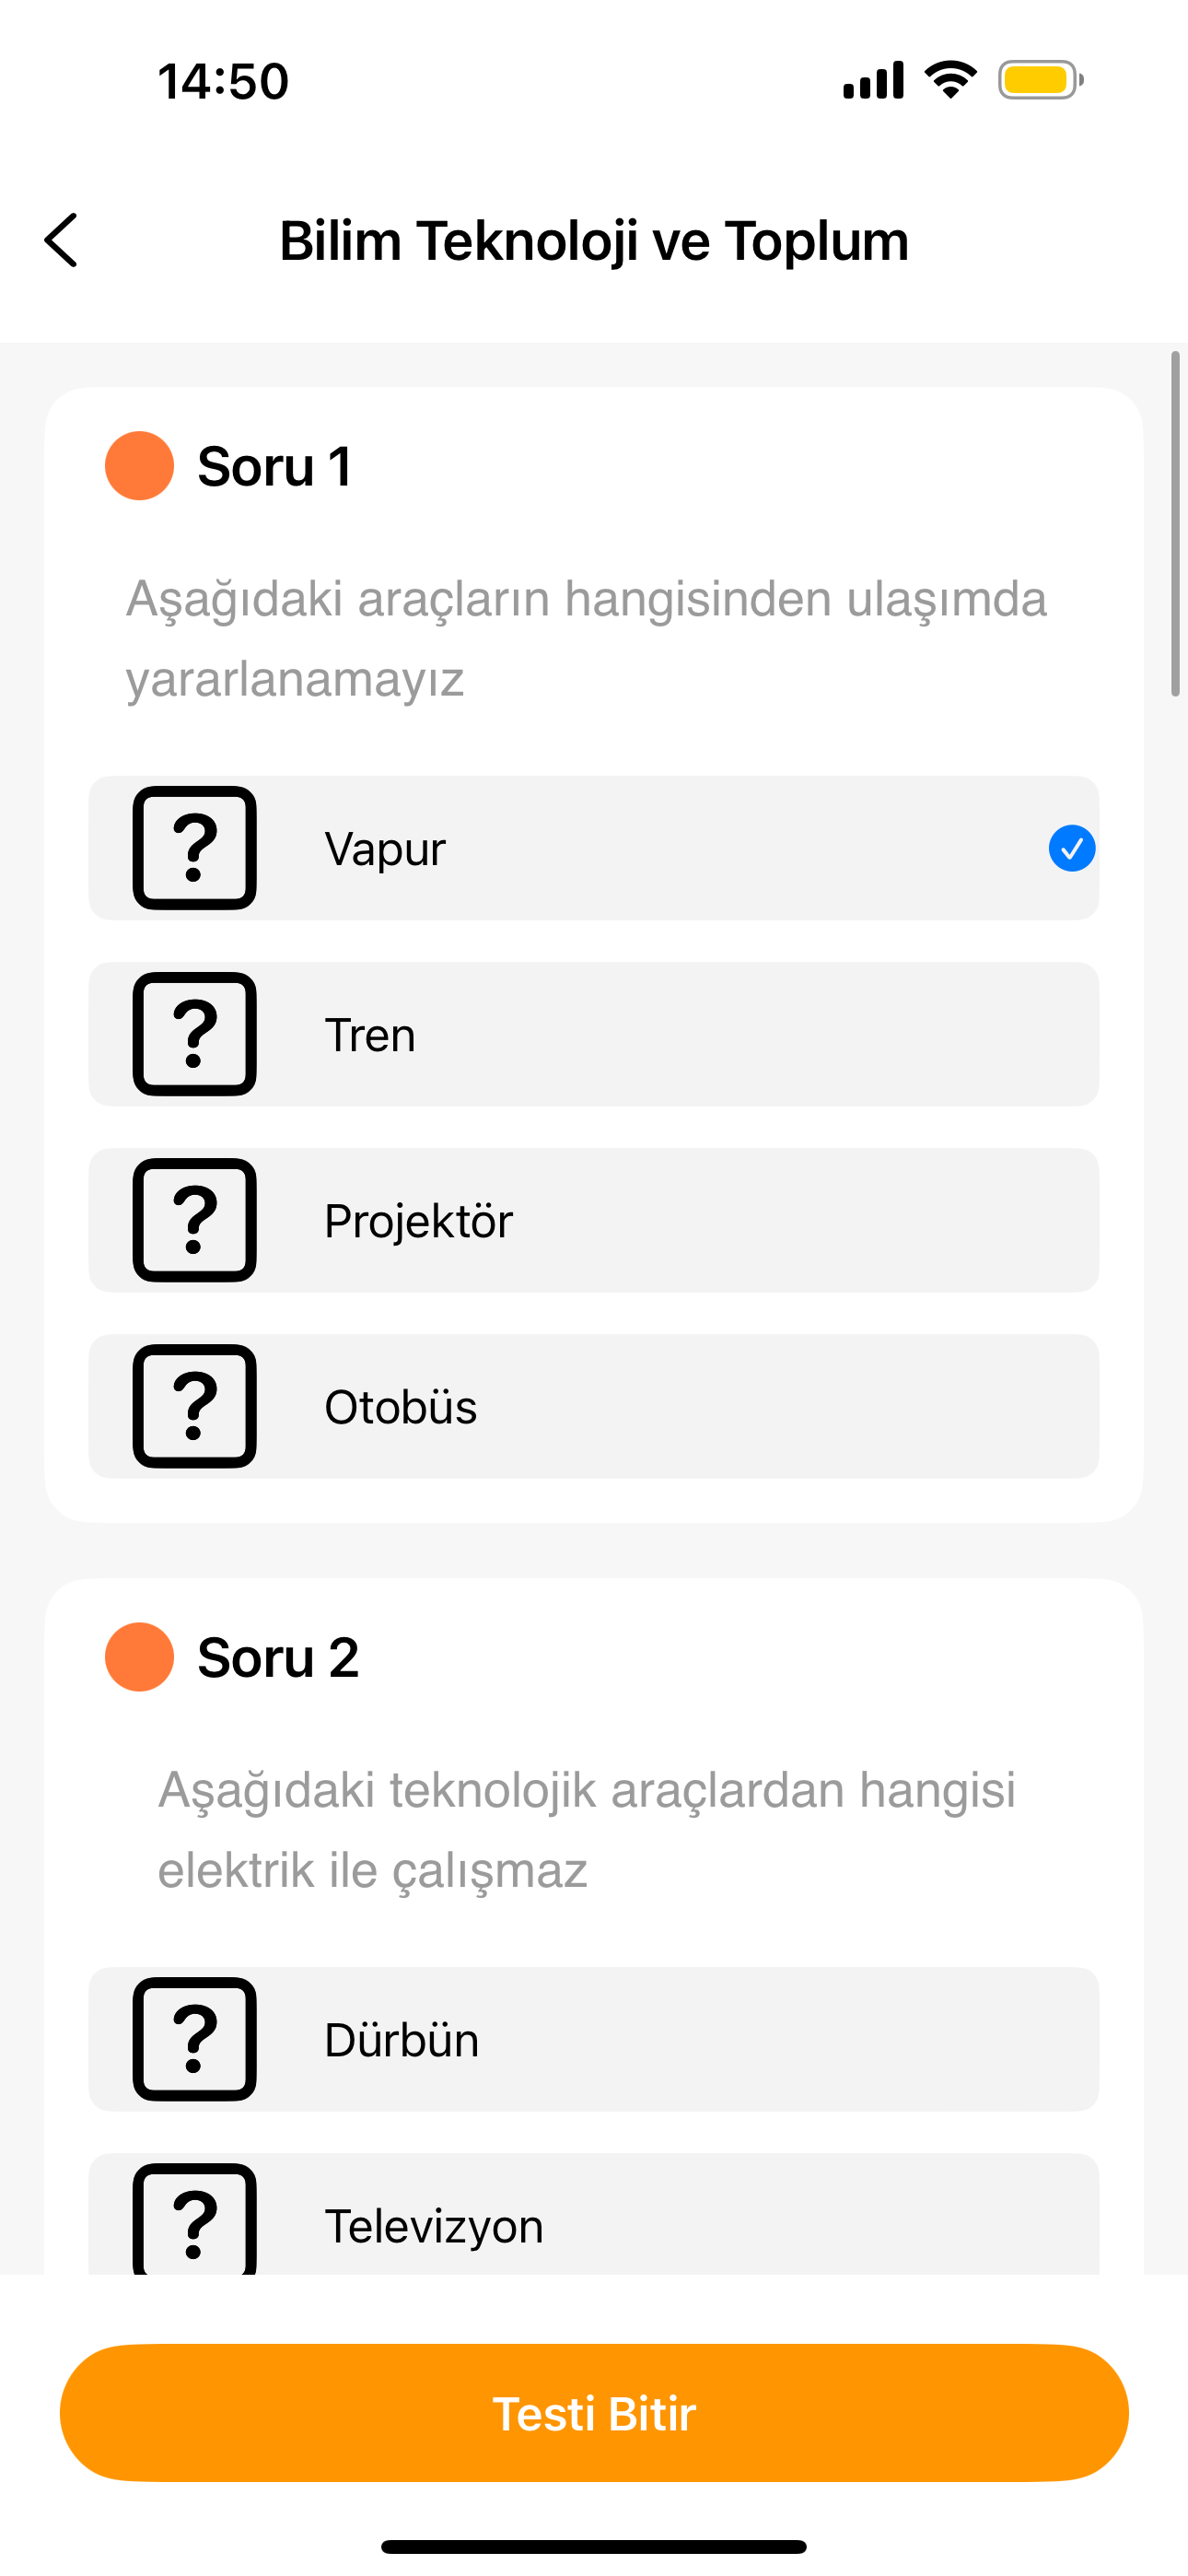 14:50
Bilim Teknoloji ve Toplum
Soru 1
Aşağıdaki araçların hangisinden ulaşımda
yararlanamayız
? Vapur
? Tren
? Projektör
? Otobüs
Soru 2
Aşağıdaki teknolojik araçlardan hangisi
elektrik ile çalışmaz
? Dürbün
? Televizyon
Testi Bitir